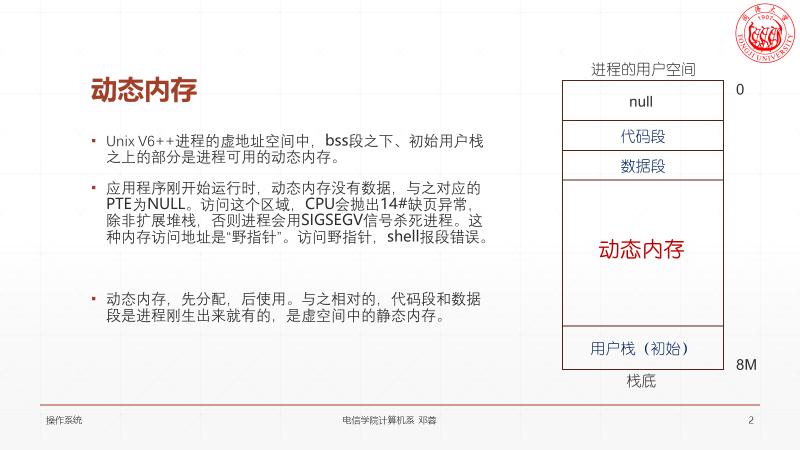 同济大学
1907
TONGJI UNIVERSITY
动态内存
Unix V6++进程的虚地址空间中，bss段之下、初始用户栈
之上的部分是进程可用的动态内存。
应用程序刚开始运行时，动态内存没有数据，与之对应的
PTE为NULL。访问这个区域，CPU会抛出14#缺页异常，
除非扩展堆栈，否则进程会用SIGSEGV信号杀死进程。这
种内存访问地址是“野指针”。访问野指针，shell报段错误。
动态内存，先分配，后使用。与之相对的，代码段和数据
段是进程刚生出来就有的，是虚空间中的静态内存。
进程的用户空间
0
null
代码段
数据段
动态内存
用户栈（初始）
8M
栈底
操作系统
电信学院计算机系 邓蓉
2